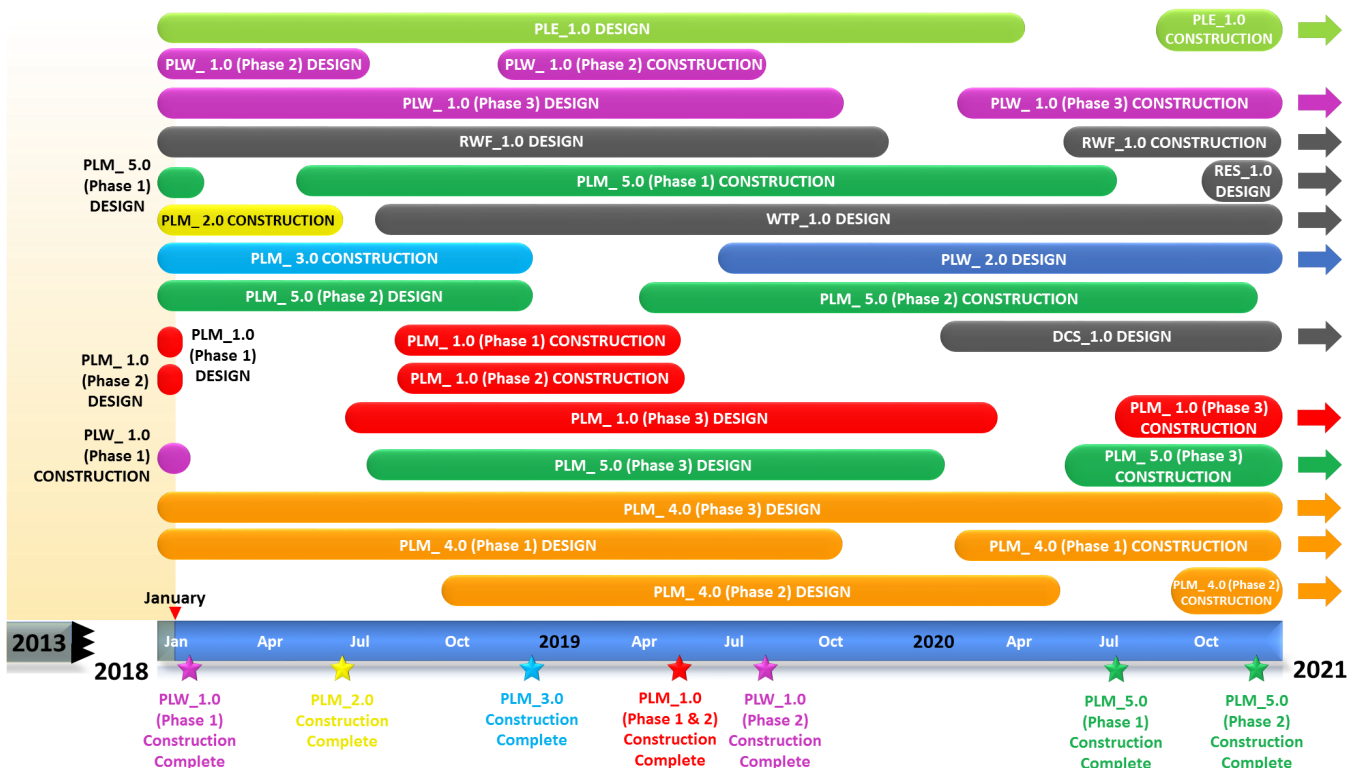 PLE_1.0 DESIGN
PLE_1.0
CONSTRUCTION
PLW_ 1.0 (Phase 2) DESIGN
PLW_ 1.0 (Phase 2) CONSTRUCTION
PLW_ 1.0 (Phase 3) DESIGN
PLW_ 1.0 (Phase 3) CONSTRUCTION
RWF_1.0 DESIGN
RWF_1.0 CONSTRUCTION
PLM_ 5.0
(Phase 1)
DESIGN
PLM_ 5.0 (Phase 1) CONSTRUCTION
RES_1.0
DESIGN
PLM_ 2.0 CONSTRUCTION
WTP_1.0 DESIGN
PLM_ 3.0 CONSTRUCTION
PLW_ 2.0 DESIGN
PLM_ 5.0 (Phase 2) DESIGN
PLM_ 5.0 (Phase 2) CONSTRUCTION
PLM_1.0
(Phase 1)
DESIGN
PLM_ 1.0 (Phase 1) CONSTRUCTION
DCS_1.0 DESIGN
PLM_ 1.0
(Phase 2)
DESIGN
PLM_ 1.0 (Phase 2) CONSTRUCTION
PLM_ 1.0 (Phase 3) DESIGN
PLM_ 1.0 (Phase 3)
CONSTRUCTION
PLW_ 1.0
(Phase 1)
CONSTRUCTION
PLM_ 5.0 (Phase 3) DESIGN
PLM_ 5.0 (Phase 3)
CONSTRUCTION
PLM_ 4.0 (Phase 3) DESIGN
PLM_ 4.0 (Phase 1) DESIGN
PLM_ 4.0 (Phase 1) CONSTRUCTION
PLM_ 4.0 (Phase 2) DESIGN
PLM_ 4.0 (Phase 2)
CONSTRUCTION
January
2013
Jan Apr Jul Oct 2019 Apr Jul Oct 2020 Apr Jul Oct
2018
2021
PLW_1.0
(Phase 1)
Construction
Complete
PLM_2.0
Construction
Complete
PLM_3.0
Construction
Complete
PLM_1.0
(Phase 1 & 2)
Construction
Complete
PLW_1.0
(Phase 2)
Construction
Complete
PLM_5.0
(Phase 1)
Construction
Complete
PLM_5.0
(Phase 2)
Construction
Complete